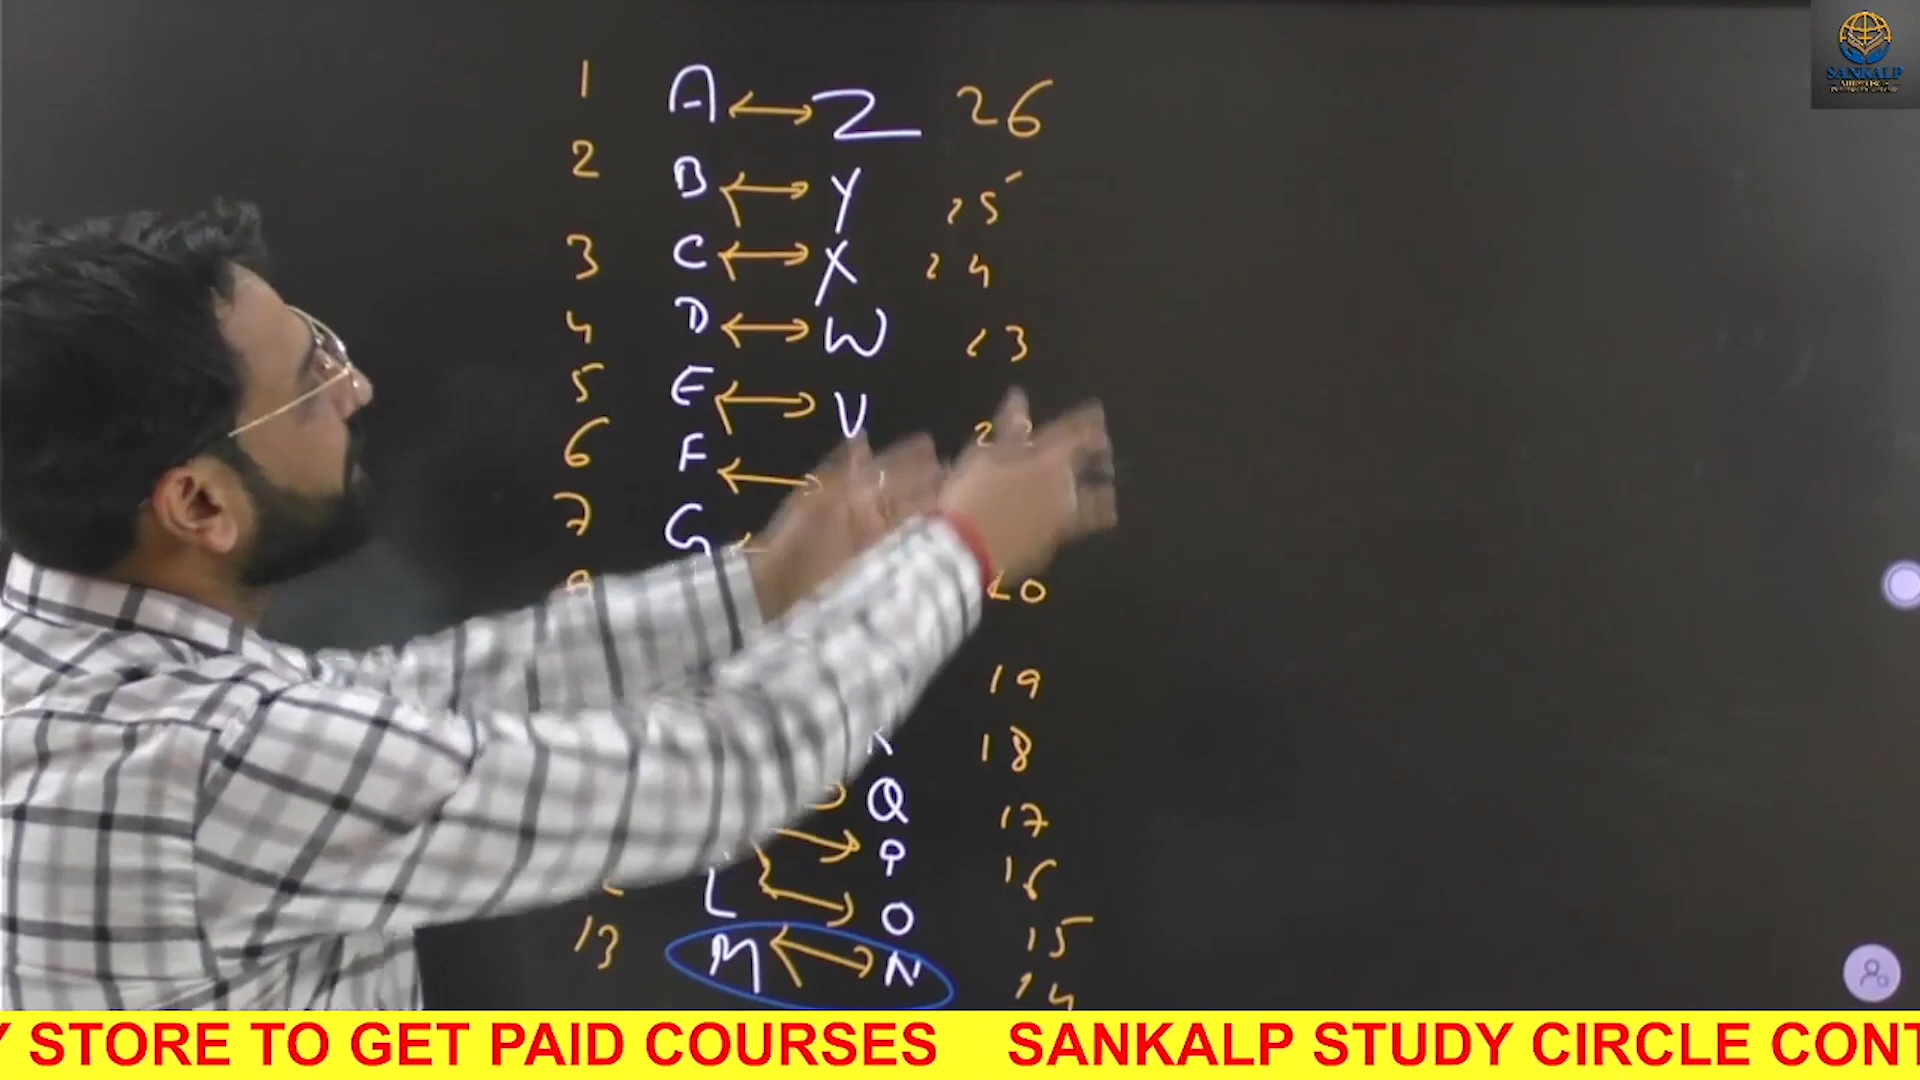 SANKALP
1 A ↔ Z 26
2 B ↔ Y 25
3 C ↔ X 24
4 D ↔ W 23
5 E ↔ V
6 F ↔
7 G
20
19
18
Q 17
P 16
L O 15
13 M ↔ N 14
Y STORE TO GET PAID COURSES SANKALP STUDY CIRCLE CONT